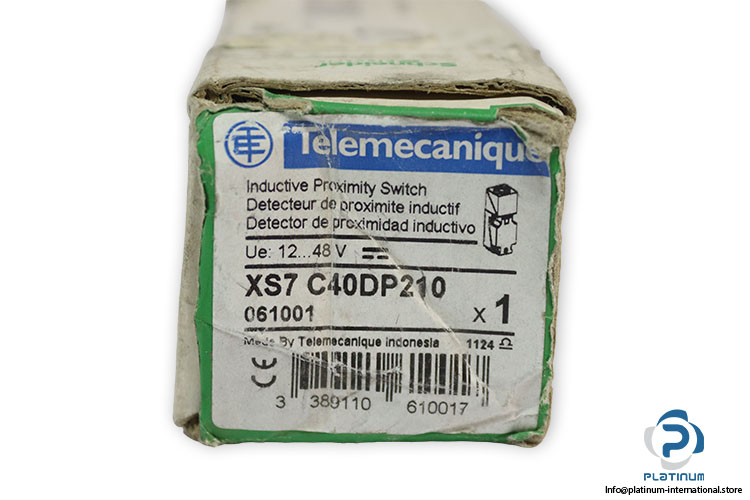 Schneider
Telemecanique
Inductive Proximity Switch
Detecteur de proximite inductif
Detector de proximidad inductivo
Ue: 12...48 V
XS7 C40DP210
061001
x 1
Made By Telemecanique Indonesia 1124
CE
3 389110 610017
PLATINUM
Info@platinum-international.store